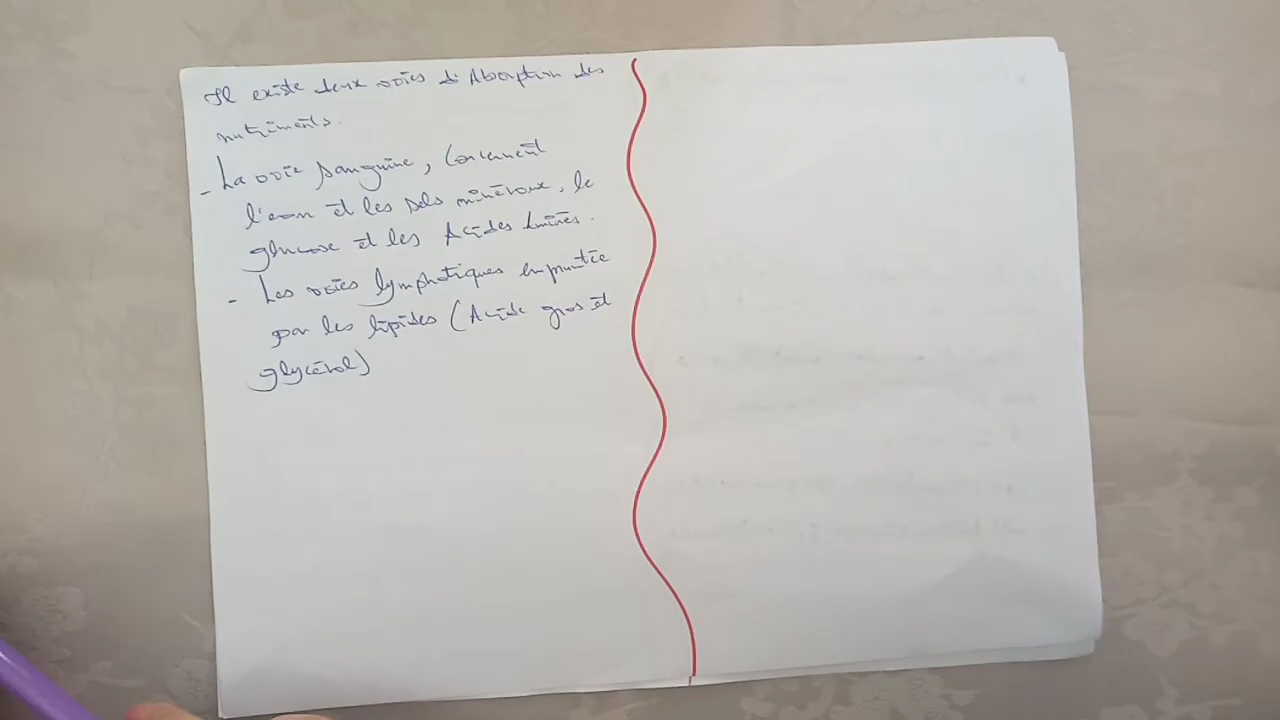 Il existe deux voies d'Absorption des
nutriments.
- La voie sanguine, Concernent
l'eau et les sels minéraux, le
glucose et les Acides Aminés.
- Les voies lymphatiques empruntée
par les lipides (Acide gras et
glycérol)